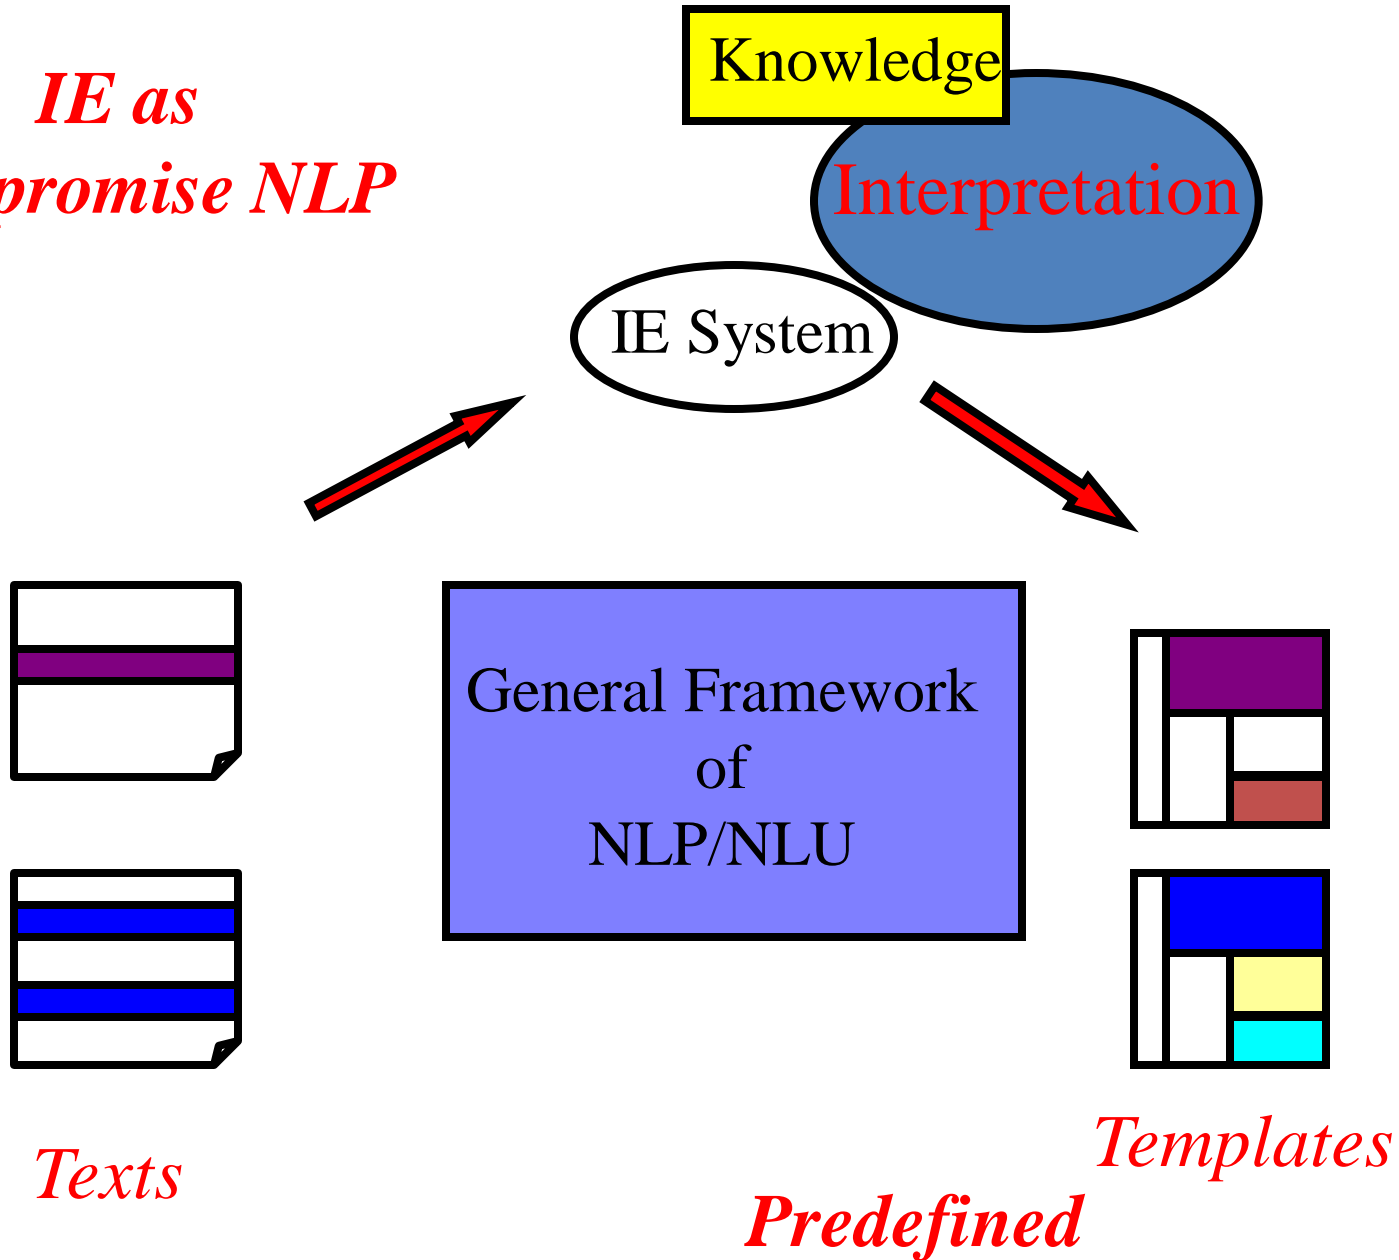 Knowledge
IE as
promise NLP
Interpretation
IE System
General Framework
of
NLP/NLU
Templates
Texts
Predefined